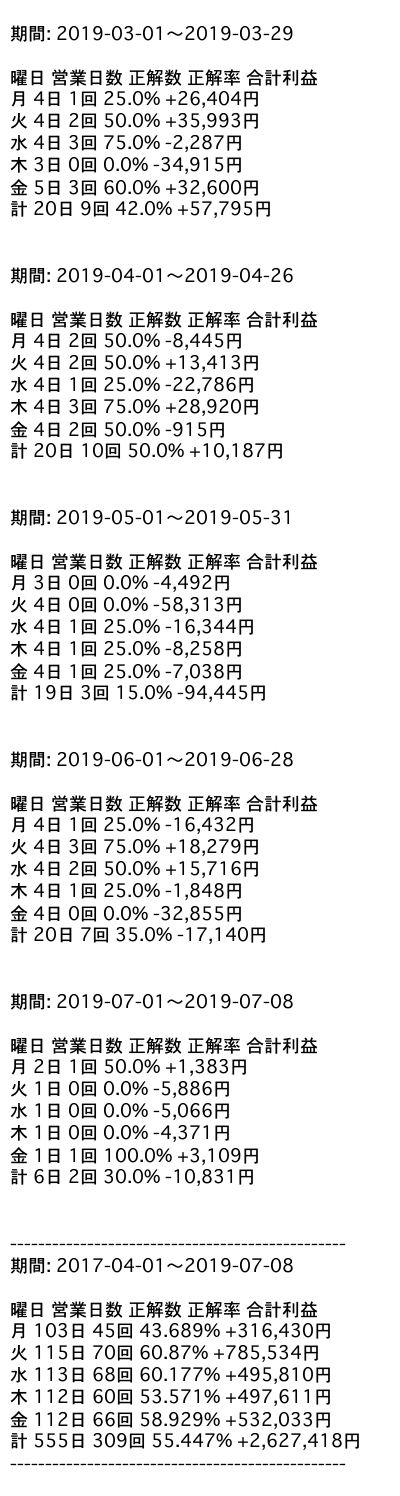 期間: 2019-03-01〜2019-03-29
曜日 営業日数 正解数 正解率 合計利益
月 4日 1回 25.0% +26,404円
火 4日 2回 50.0% +35,993円
水 4日 3回 75.0% -2,287円
木 3日 0回 0.0% -34,915円
金 5日 3回 60.0% +32,600円
計 20日 9回 42.0% +57,795円
期間: 2019-04-01〜2019-04-26
曜日 営業日数 正解数 正解率 合計利益
月 4日 2回 50.0% -8,445円
火 4日 2回 50.0% +13,413円
水 4日 1回 25.0% -22,786円
木 4日 3回 75.0% +28,920円
金 4日 2回 50.0% -915円
計 20日 10回 50.0% +10,187円
期間: 2019-05-01〜2019-05-31
曜日 営業日数 正解数 正解率 合計利益
月 3日 0回 0.0% -4,492円
火 4日 0回 0.0% -58,313円
水 4日 1回 25.0% -16,344円
木 4日 1回 25.0% -8,258円
金 4日 1回 25.0% -7,038円
計 19日 3回 15.0% -94,445円
期間: 2019-06-01〜2019-06-28
曜日 営業日数 正解数 正解率 合計利益
月 4日 1回 25.0% -16,432円
火 4日 3回 75.0% +18,279円
水 4日 2回 50.0% +15,716円
木 4日 1回 25.0% -1,848円
金 4日 0回 0.0% -32,855円
計 20日 7回 35.0% -17,140円
期間: 2019-07-01〜2019-07-08
曜日 営業日数 正解数 正解率 合計利益
月 2日 1回 50.0% +1,383円
火 1日 0回 0.0% -5,886円
水 1日 0回 0.0% -5,066円
木 1日 0回 0.0% -4,371円
金 1日 1回 100.0% +3,109円
計 6日 2回 30.0% -10,831円
------------------------------------------------
期間: 2017-04-01〜2019-07-08
曜日 営業日数 正解数 正解率 合計利益
月 103日 45回 43.689% +316,430円
火 115日 70回 60.87% +785,534円
水 113日 68回 60.177% +495,810円
木 112日 60回 53.571% +497,611円
金 112日 66回 58.929% +532,033円
計 555日 309回 55.447% +2,627,418円
------------------------------------------------